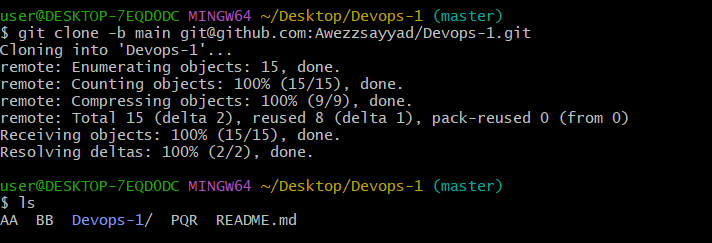 user@DESKTOP-7EQD0DC MINGW64 ~/Desktop/Devops-1 (master)
$ git clone -b main git@github.com:Awezzsayyad/Devops-1.git
Cloning into 'Devops-1'...
remote: Enumerating objects: 15, done.
remote: Counting objects: 100% (15/15), done.
remote: Compressing objects: 100% (9/9), done.
remote: Total 15 (delta 2), reused 8 (delta 1), pack-reused 0 (from 0)
Receiving objects: 100% (15/15), done.
Resolving deltas: 100% (2/2), done.
user@DESKTOP-7EQD0DC MINGW64 ~/Desktop/Devops-1 (master)
$ ls
AA  BB  Devops-1/  PQR  README.md